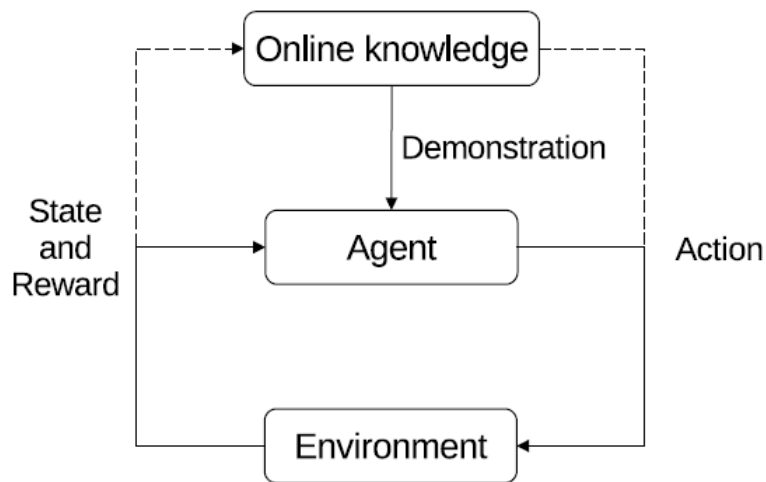 Online knowledge
Demonstration
State
and
Reward
Agent
Action
Environment